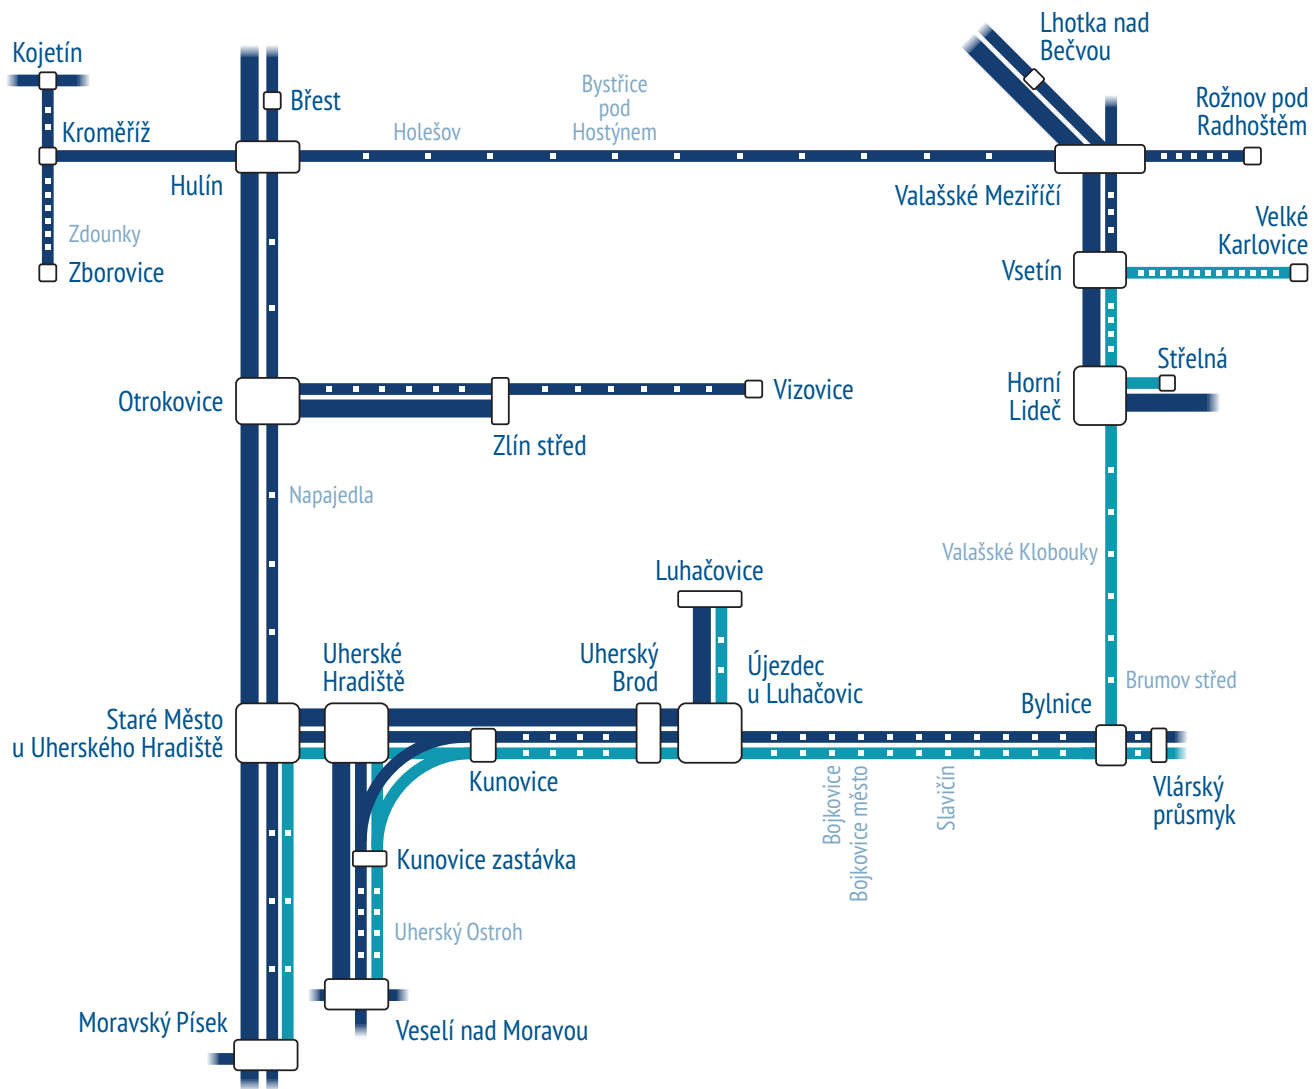 Kojetín
Lhotka nad
Bečvou
Břest
Bystřice
pod
Hostýnem
Rožnov pod
Radhoštěm
Kroměříž
Holešov
Hulín
Valašské Meziříčí
Zdounky
Velké
Karlovice
Zborovice
Vsetín
Střelná
Otrokovice
Vizovice
Horní
Lideč
Zlín střed
Napajedla
Valašské Klobouky
Luhačovice
Uherské
Hradiště
Uherský
Brod
Újezdec
u Luhačovic
Brumov střed
Bylnice
Staré Město
u Uherského Hradiště
Kunovice
Bojkovice
Bojkovice město
Slavičín
Vlárský
průsmyk
Kunovice zastávka
Uherský Ostroh
Moravský Písek
Veselí nad Moravou